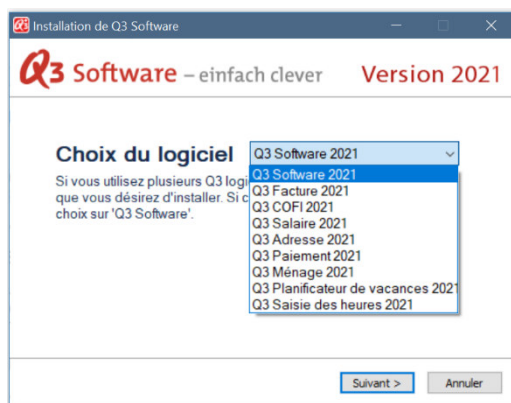 Q3 Installation de Q3 Software
Q3 Software – einfach clever Version 2021
Choix du logiciel
Q3 Software 2021
Si vous utilisez plusieurs Q3 logi
que vous désirez d'installer. Si c
choix sur 'Q3 Software'.
Q3 Software 2021
Q3 Facture 2021
Q3 COFI 2021
Q3 Salaire 2021
Q3 Adresse 2021
Q3 Paiement 2021
Q3 Ménage 2021
Q3 Planificateur de vacances 2021
Q3 Saisie des heures 2021
Suivant > Annuler